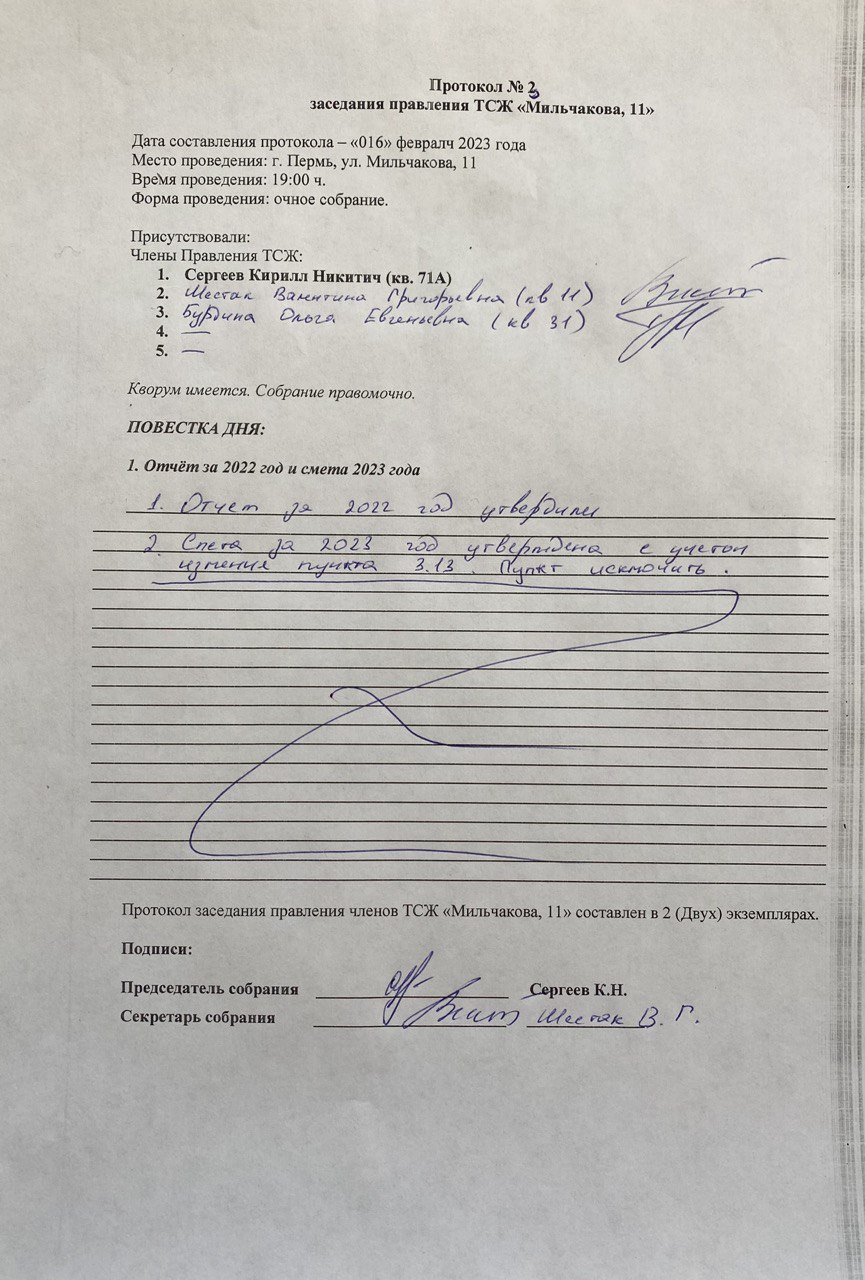 Протокол № 2
заседания правления ТСЖ «Мильчакова, 11»
Дата составления протокола – «016» февралч 2023 года
Место проведения: г. Пермь, ул. Мильчакова, 11
Время проведения: 19:00 ч.
Форма проведения: очное собрание.
Присутствовали:
Члены Правления ТСЖ:
1. Сергеев Кирилл Никитич (кв. 71А)
2. Шестак Валентина Григорьевна (кв 11)
3. Бурдина Ольга Евгеньевна (кв 31)
4. —
5. —
Кворум имеется. Собрание правомочно.
ПОВЕСТКА ДНЯ:
1. Отчёт за 2022 год и смета 2023 года
1. Отчет за 2022 год утвердили
2. Смета за 2023 год утверждена с учетом
измения пункта 3.13. Пункт исключить.
Протокол заседания правления членов ТСЖ «Мильчакова, 11» составлен в 2 (Двух) экземплярах.
Подписи:
Председатель собрания Сергеев К.Н.
Секретарь собрания Шестак В. Г.